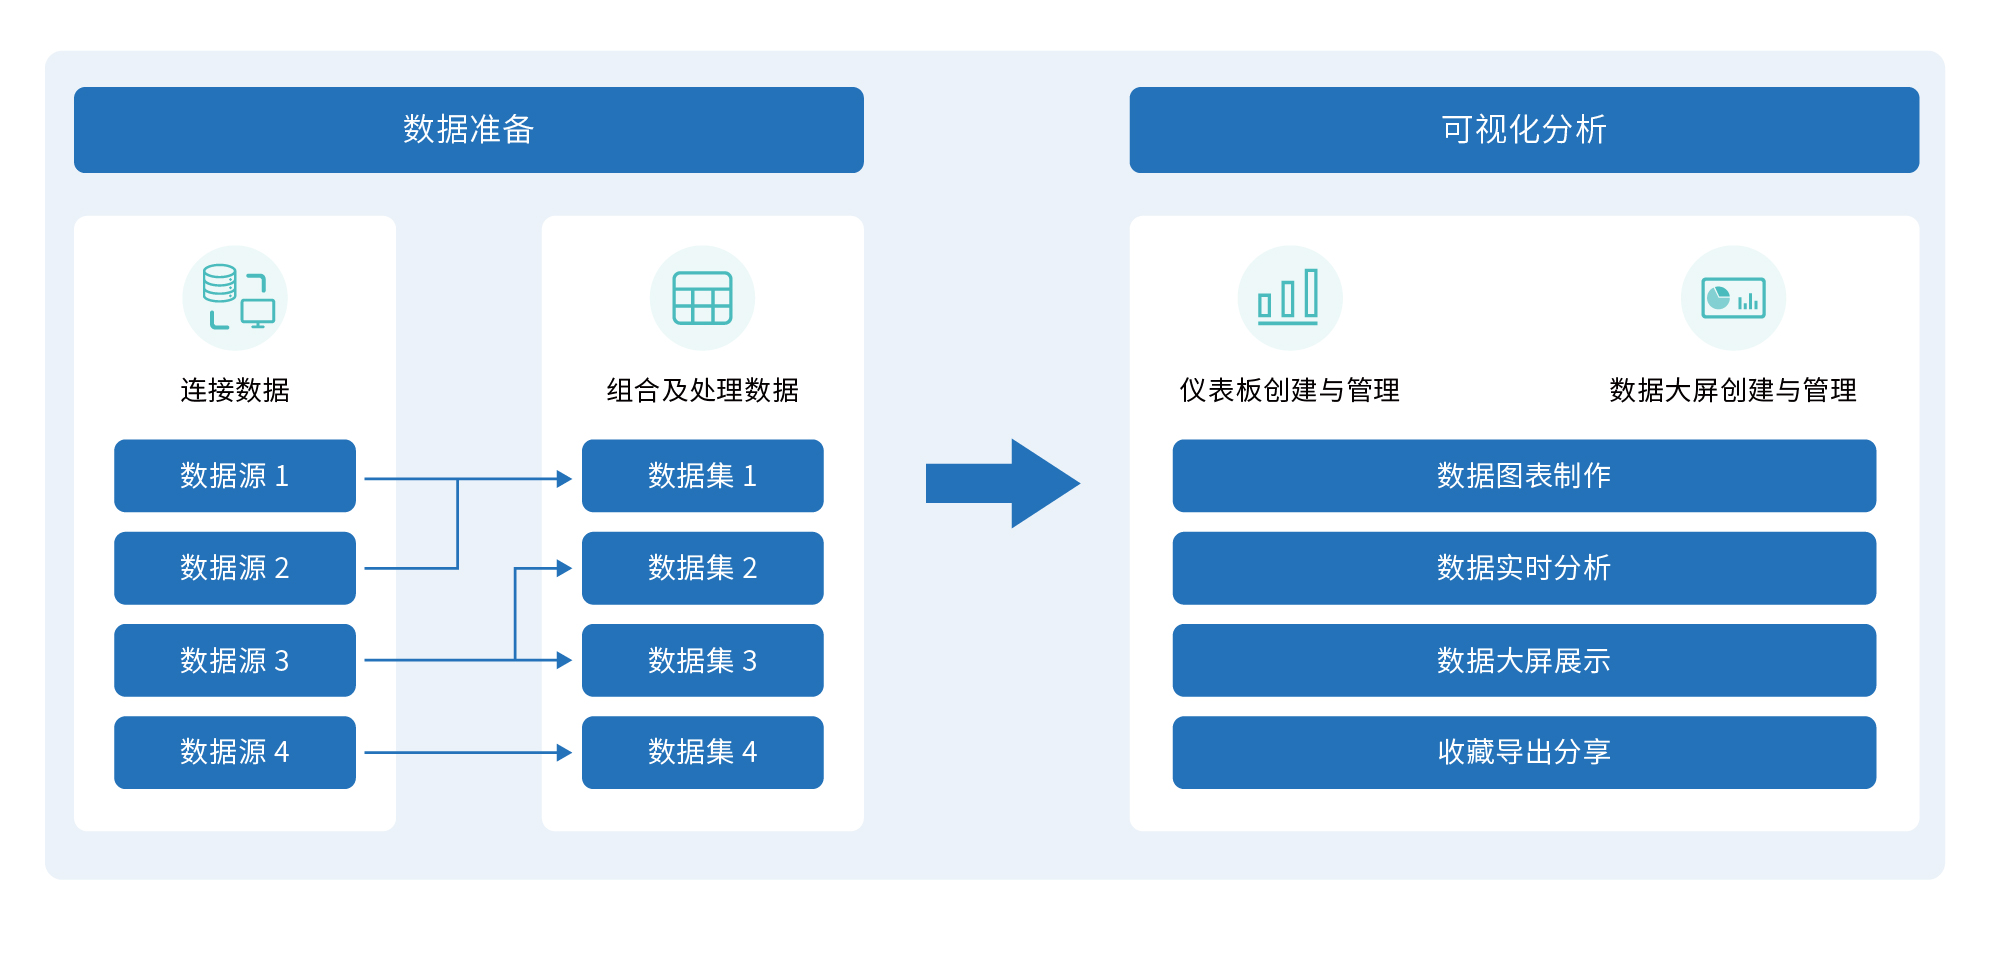 数据准备
可视化分析
连接数据
组合及处理数据
仪表板创建与管理
数据大屏创建与管理
数据源 1
数据集 1
数据图表制作
数据源 2
数据集 2
数据实时分析
数据源 3
数据集 3
数据大屏展示
数据源 4
数据集 4
收藏导出分享